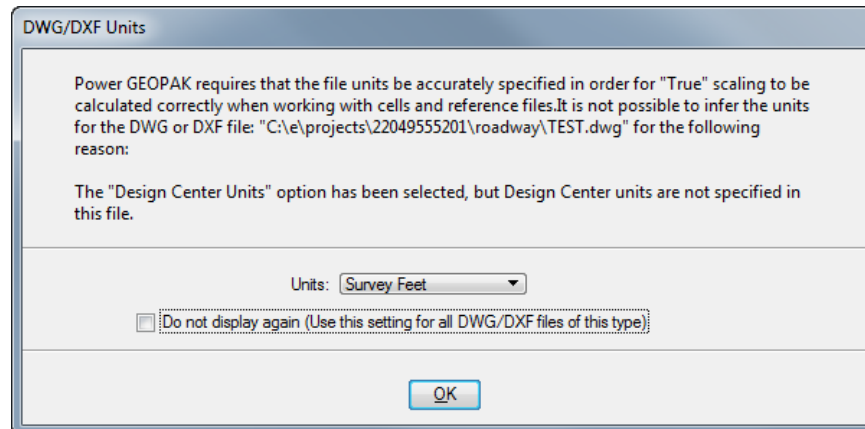 DWG/DXF Units
Power GEOPAK requires that the file units be accurately specified in order for "True" scaling to be
calculated correctly when working with cells and reference files.It is not possible to infer the units
for the DWG or DXF file: "C:\e\projects\22049555201\roadway\TEST.dwg" for the following
reason:
The "Design Center Units" option has been selected, but Design Center units are not specified in
this file.
Units: Survey Feet
Do not display again (Use this setting for all DWG/DXF files of this type)
OK